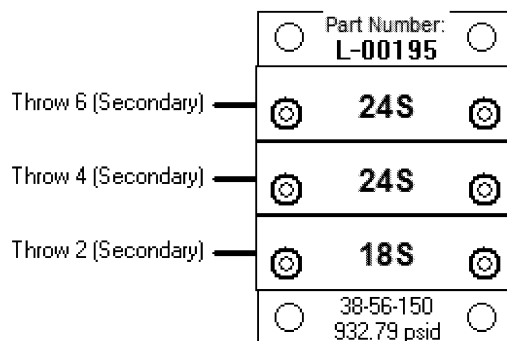 Part Number:
L-00195
Throw 6 (Secondary)
24S
Throw 4 (Secondary)
24S
Throw 2 (Secondary)
18S
38-56-150
932.79 psid